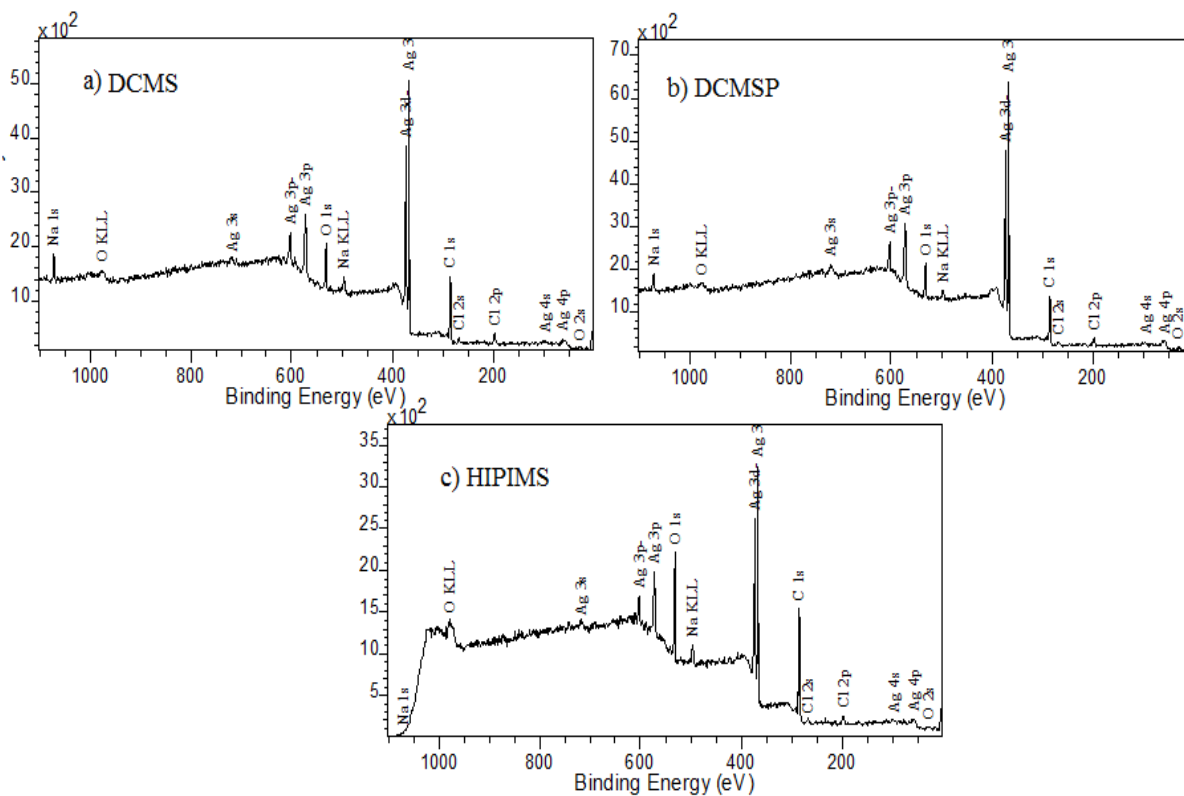 x10²
a) DCMS
50
40
30
20
10
Na 1s
O KLL
Ag 3s
Ag 3p-
Ag 3p
O 1s
Na KLL
Ag 3d-
Ag 3
C 1s
Cl 2s
Cl 2p
Ag 4s
Ag 4p
O 2s
1000 800 600 400 200
Binding Energy (eV)
x10²
b) DCMSP
70
60
50
40
30
20
10
Na 1s
O KLL
Ag 3s
Ag 3p-
Ag 3p
O 1s
Na KLL
Ag 3d-
Ag 3
C 1s
Cl 2s
Cl 2p
Ag 4s
Ag 4p
O 2s
1000 800 600 400 200
Binding Energy (eV)
x10²
c) HIPIMS
35
30
25
20
15
10
5
Na 1s
O KLL
Ag 3s
Ag 3p-
Ag 3p
O 1s
Na KLL
Ag 3d
Ag 3
C 1s
Cl 2s
Cl 2p
Ag 4s
Ag 4p
O 2s
1000 800 600 400 200
Binding Energy (eV)